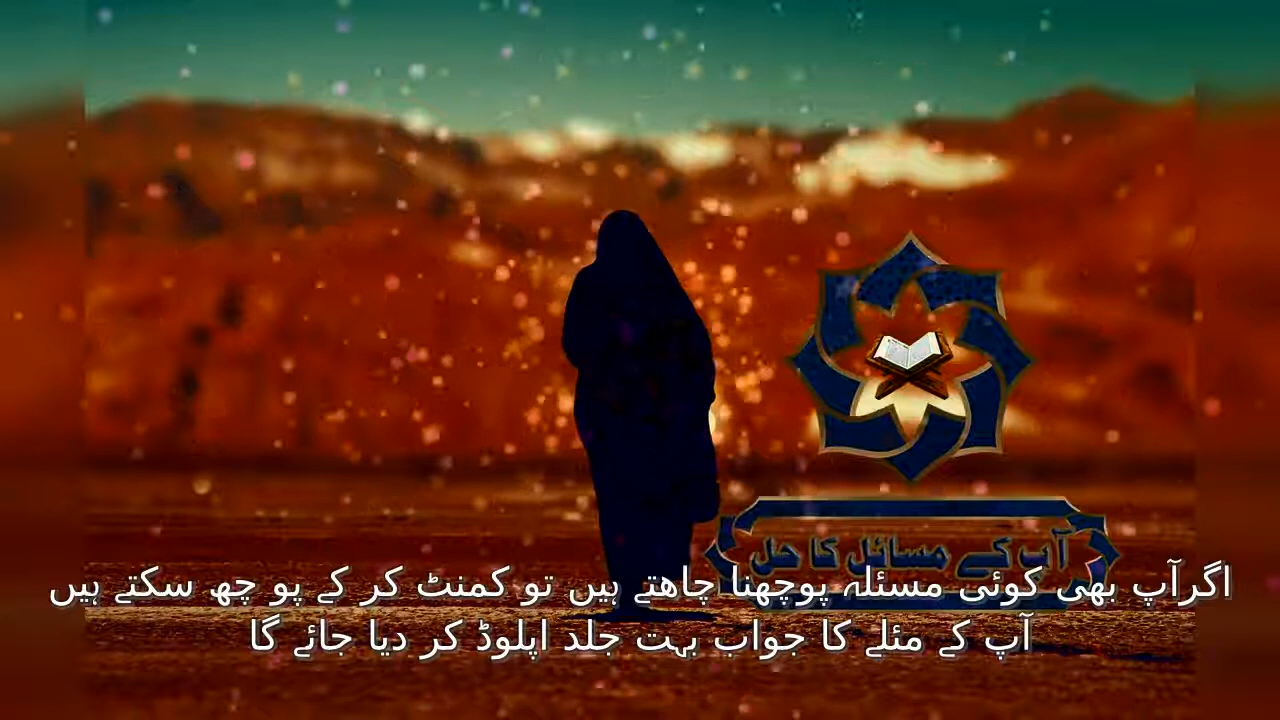 آپ کے مسائل کا حل
اگرآپ بھی کوئی مسئلہ پوچھنا چاھتے ہیں تو کمنٹ کر کے پو چھ سکتے ہیں
آپ کے مئلے کا جواب بہت جلد اپلوڈ کر دیا جائے گا